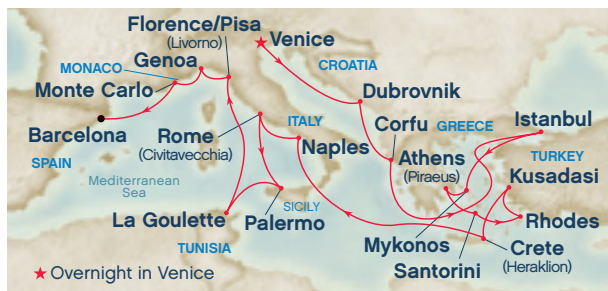 Florence/Pisa
(Livorno)
Venice
Genoa
MONACO
CROATIA
Monte Carlo
Dubrovnik
Barcelona
Rome
(Civitavecchia)
ITALY
Naples
Corfu
GREECE
Istanbul
Athens
(Piraeus)
TURKEY
Kusadasi
SPAIN
Mediterranean
Sea
La Goulette
SICILY
Palermo
Rhodes
TUNISIA
Mykonos
Santorini
Crete
(Heraklion)
★ Overnight in Venice